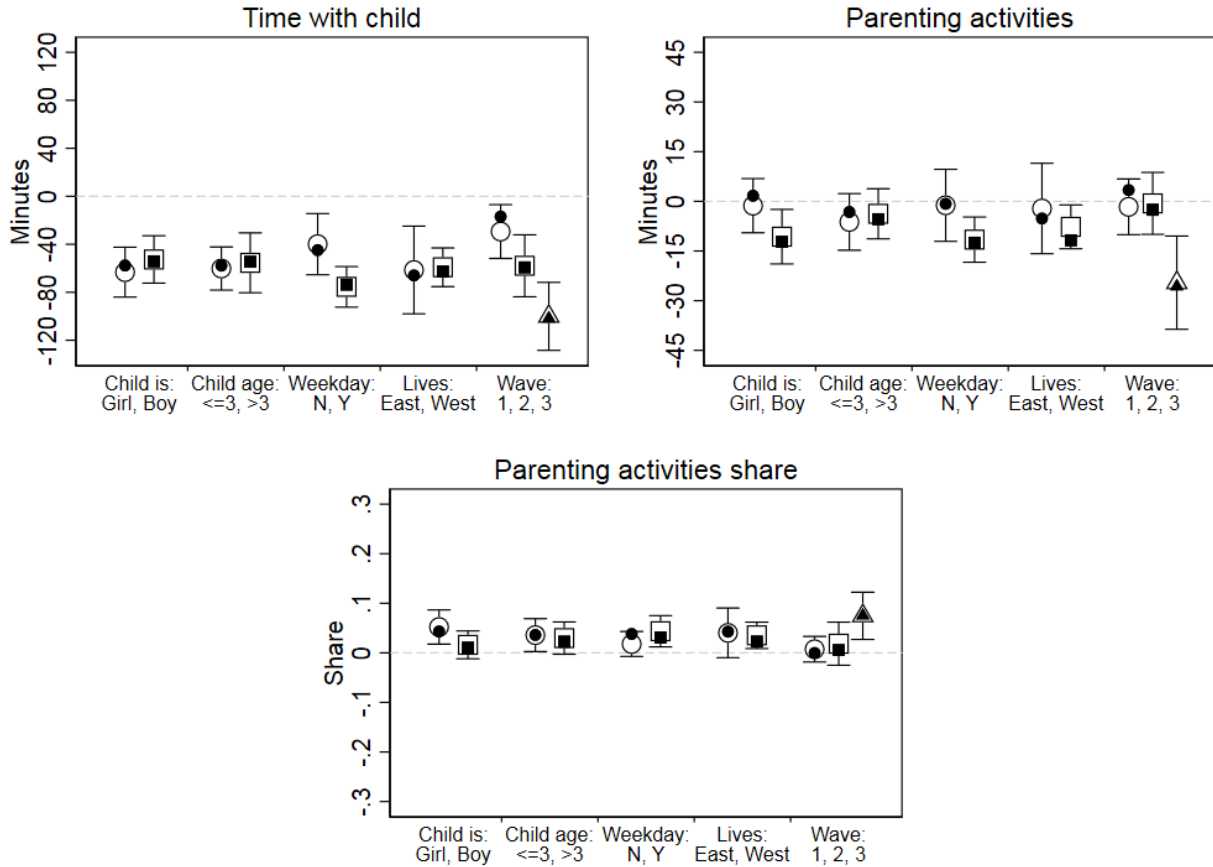 Time with child
Minutes
120
80
40
0
-40
-80
-120
Child is: Child age: Weekday: Lives: Wave:
Girl, Boy <=3, >3 N, Y East, West 1, 2, 3
Parenting activities
Minutes
45
30
15
0
-15
-30
-45
Child is: Child age: Weekday: Lives: Wave:
Girl, Boy <=3, >3 N, Y East, West 1, 2, 3
Parenting activities share
Share
.3
.2
.1
0
-.1
-.2
-.3
Child is: Child age: Weekday: Lives: Wave:
Girl, Boy <=3, >3 N, Y East, West 1, 2, 3